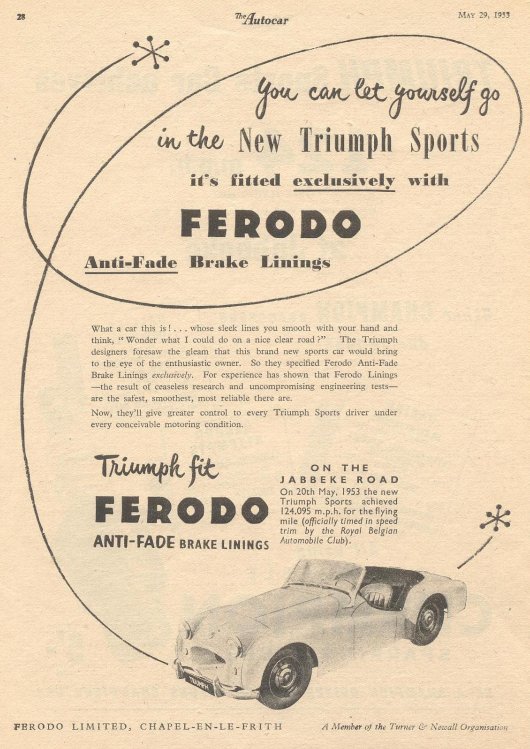 28
The Autocar
MAY 29, 1953
You can let yourself go
in the New Triumph Sports
it's fitted exclusively with
FERODO
Anti-Fade Brake Linings
What a car this is! . . . whose sleek lines you smooth with your hand and
think, "Wonder what I could do on a nice clear road?" The Triumph
designers foresaw the gleam that this brand new sports car would bring
to the eye of the enthusiastic owner. So they specified Ferodo Anti-Fade
Brake Linings exclusively. For experience has shown that Ferodo Linings
—the result of ceaseless research and uncompromising engineering tests—
are the safest, smoothest, most reliable there are.
Now, they'll give greater control to every Triumph Sports driver under
every conceivable motoring condition.
Triumph fit
FERODO
ANTI-FADE BRAKE LININGS
ON THE
JABBEKE ROAD
On 20th May, 1953 the new
Triumph Sports achieved
124.095 m.p.h. for the flying
mile (officially timed in speed
trim by the Royal Belgian
Automobile Club).
TRIUMPH
FERODO LIMITED, CHAPEL-EN-LE-FRITH
A Member of the Turner & Newall Organisation